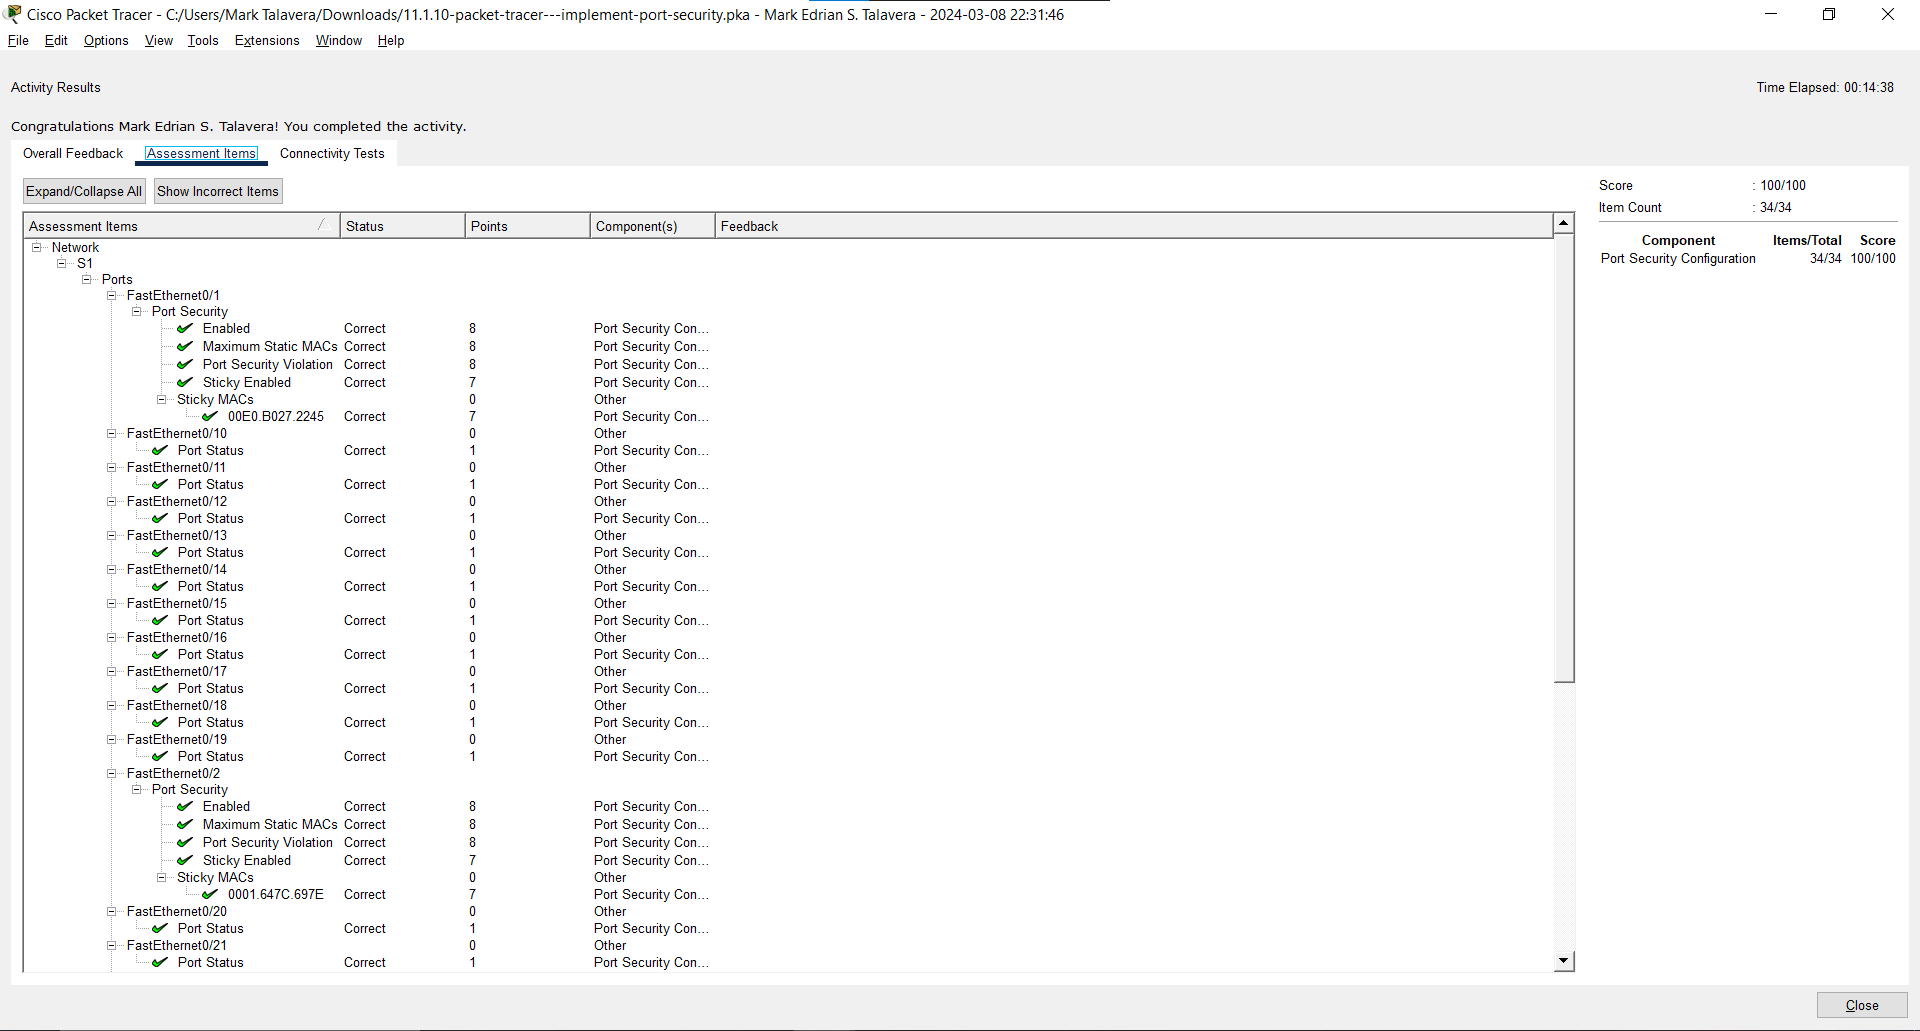 Cisco Packet Tracer - C:/Users/Mark Talavera/Downloads/11.1.10-packet-tracer---implement-port-security.pka - Mark Edrian S. Talavera - 2024-03-08 22:31:46
File Edit Options View Tools Extensions Window Help
Activity Results
Time Elapsed: 00:14:38
Congratulations Mark Edrian S. Talavera! You completed the activity.
Overall Feedback Assessment Items Connectivity Tests
Expand/Collapse All Show Incorrect Items
Assessment Items Status Points Component(s) Feedback
Network
S1
Ports
FastEthernet0/1
Port Security
Enabled Correct 8 Port Security Con...
Maximum Static MACs Correct 8 Port Security Con...
Port Security Violation Correct 8 Port Security Con...
Sticky Enabled Correct 7 Port Security Con...
Sticky MACs 0 Other
00E0.B027.2245 Correct 7 Port Security Con...
FastEthernet0/10 0 Other
Port Status Correct 1 Port Security Con...
FastEthernet0/11 0 Other
Port Status Correct 1 Port Security Con...
FastEthernet0/12 0 Other
Port Status Correct 1 Port Security Con...
FastEthernet0/13 0 Other
Port Status Correct 1 Port Security Con...
FastEthernet0/14 0 Other
Port Status Correct 1 Port Security Con...
FastEthernet0/15 0 Other
Port Status Correct 1 Port Security Con...
FastEthernet0/16 0 Other
Port Status Correct 1 Port Security Con...
FastEthernet0/17 0 Other
Port Status Correct 1 Port Security Con...
FastEthernet0/18 0 Other
Port Status Correct 1 Port Security Con...
FastEthernet0/19 0 Other
Port Status Correct 1 Port Security Con...
FastEthernet0/2
Port Security
Enabled Correct 8 Port Security Con...
Maximum Static MACs Correct 8 Port Security Con...
Port Security Violation Correct 8 Port Security Con...
Sticky Enabled Correct 7 Port Security Con...
Sticky MACs 0 Other
0001.647C.697E Correct 7 Port Security Con...
FastEthernet0/20 0 Other
Port Status Correct 1 Port Security Con...
FastEthernet0/21 0 Other
Port Status Correct 1 Port Security Con...
Score : 100/100
Item Count : 34/34
Component Items/Total Score
Port Security Configuration 34/34 100/100
Close